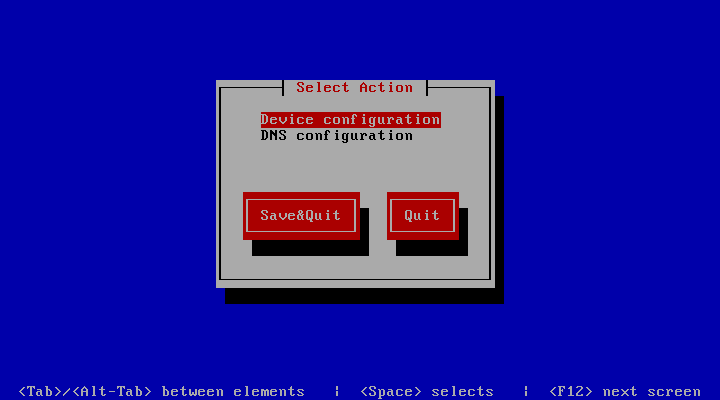 Select Action
Device configuration
DNS configuration
Save&Quit Quit
<Tab>/<Alt-Tab> between elements | <Space> selects | <F12> next screen